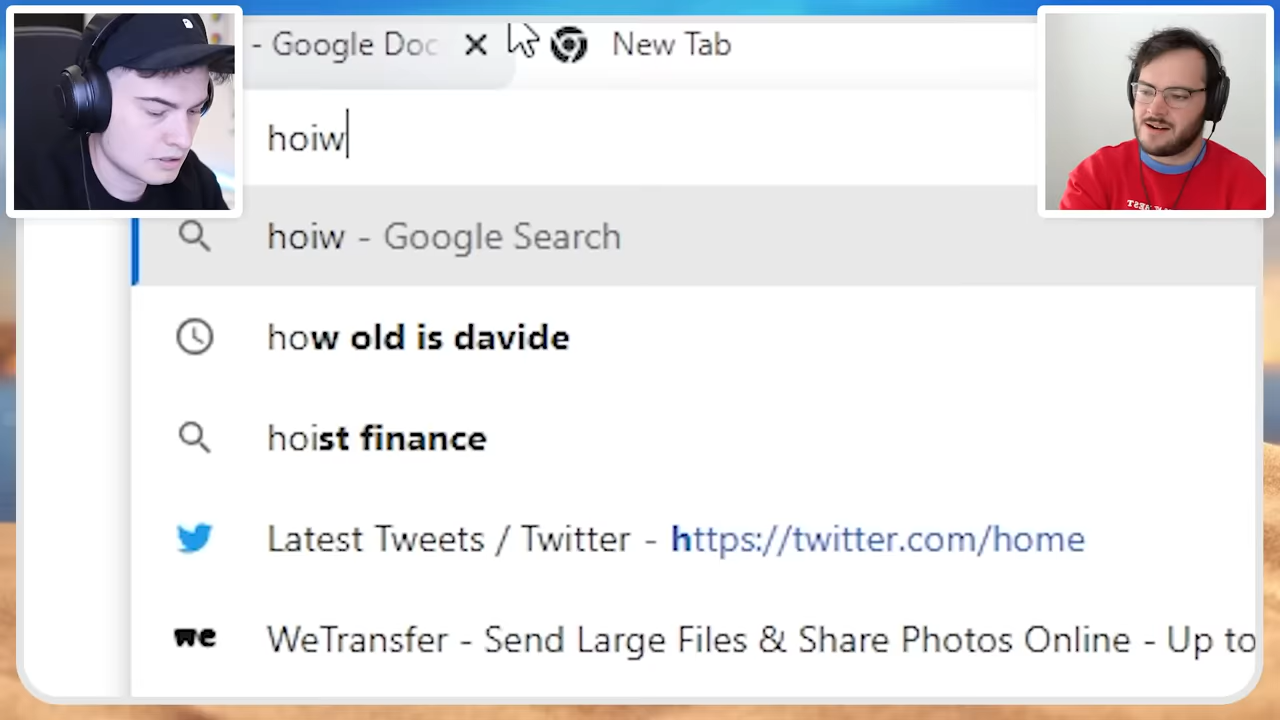 - Google Doc
New Tab
hoiw
hoiw - Google Search
how old is davide
hoist finance
Latest Tweets / Twitter - https://twitter.com/home
we WeTransfer - Send Large Files & Share Photos Online - Up to